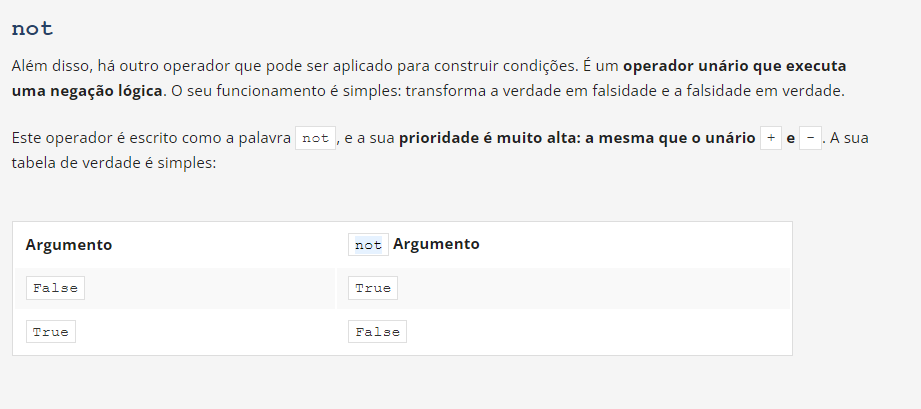 not
Além disso, há outro operador que pode ser aplicado para construir condições. É um operador unário que executa
uma negação lógica. O seu funcionamento é simples: transforma a verdade em falsidade e a falsidade em verdade.
Este operador é escrito como a palavra not, e a sua prioridade é muito alta: a mesma que o unário + e -. A sua
tabela de verdade é simples:
Argumento not Argumento
False True
True False